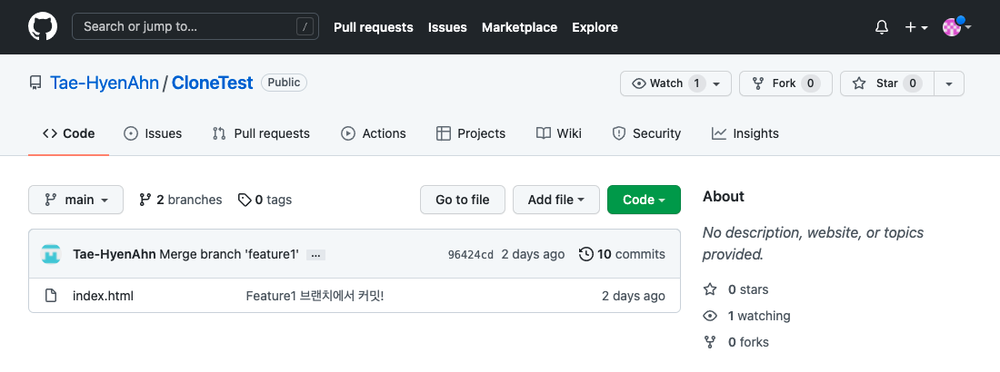 Search or jump to... / Pull requests Issues Marketplace Explore
Tae-HyenAhn / CloneTest Public Watch 1 Fork 0 Star 0
Code Issues Pull requests Actions Projects Wiki Security Insights
main 2 branches 0 tags Go to file Add file Code
About
No description, website, or topics
provided.
Tae-HyenAhn Merge branch 'feature1' ... 96424cd 2 days ago 10 commits
index.html Feature1 브랜치에서 커밋! 2 days ago
0 stars
1 watching
0 forks